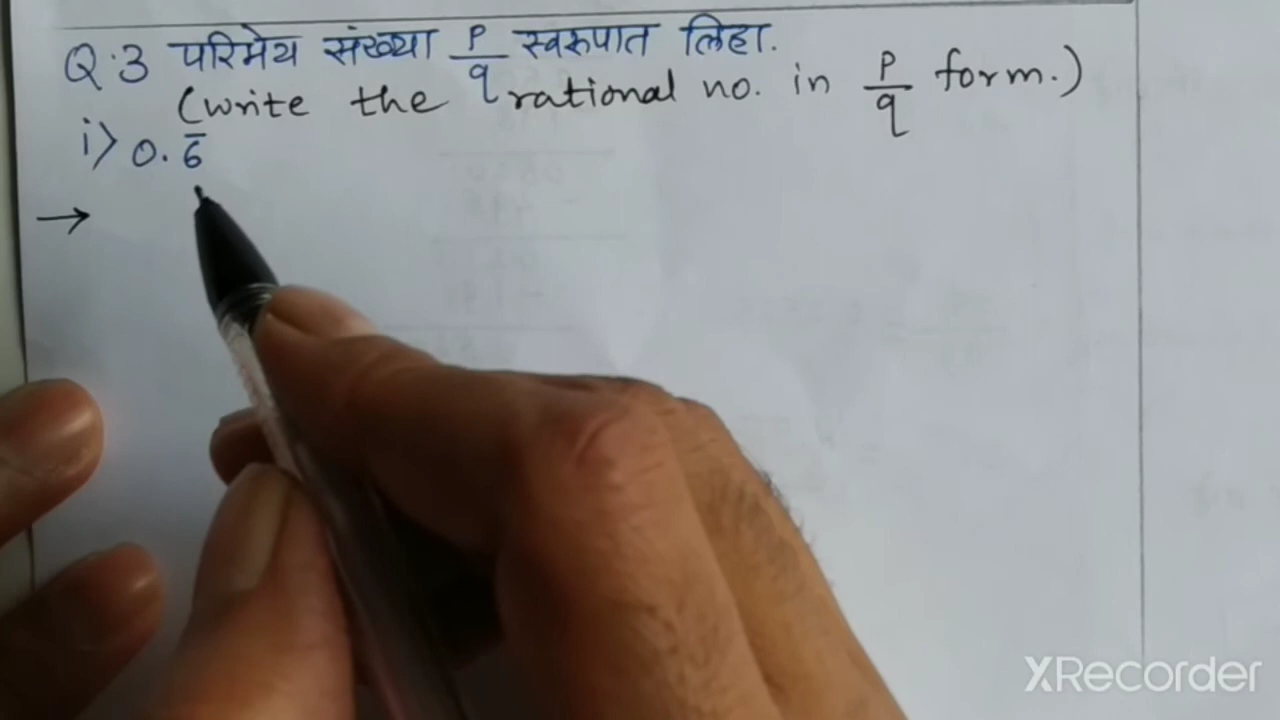 Q.3 परिमेय संख्या p/q स्वरुपात लिहा.
(write the rational no. in p/q form.)
i> 0.6̅
→
XRecorder